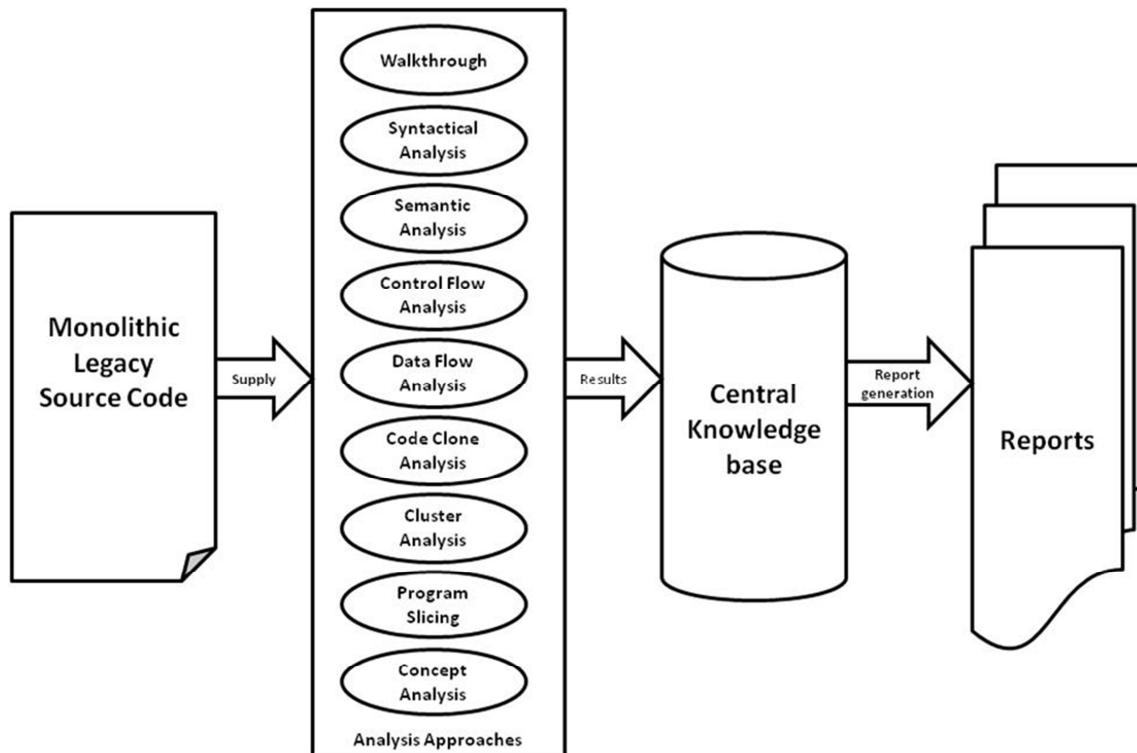 Monolithic
Legacy
Source Code
Supply
Walkthrough
Syntactical
Analysis
Semantic
Analysis
Control Flow
Analysis
Data Flow
Analysis
Code Clone
Analysis
Cluster
Analysis
Program
Slicing
Concept
Analysis
Analysis Approaches
Results
Central
Knowledge
base
Report
generation
Reports